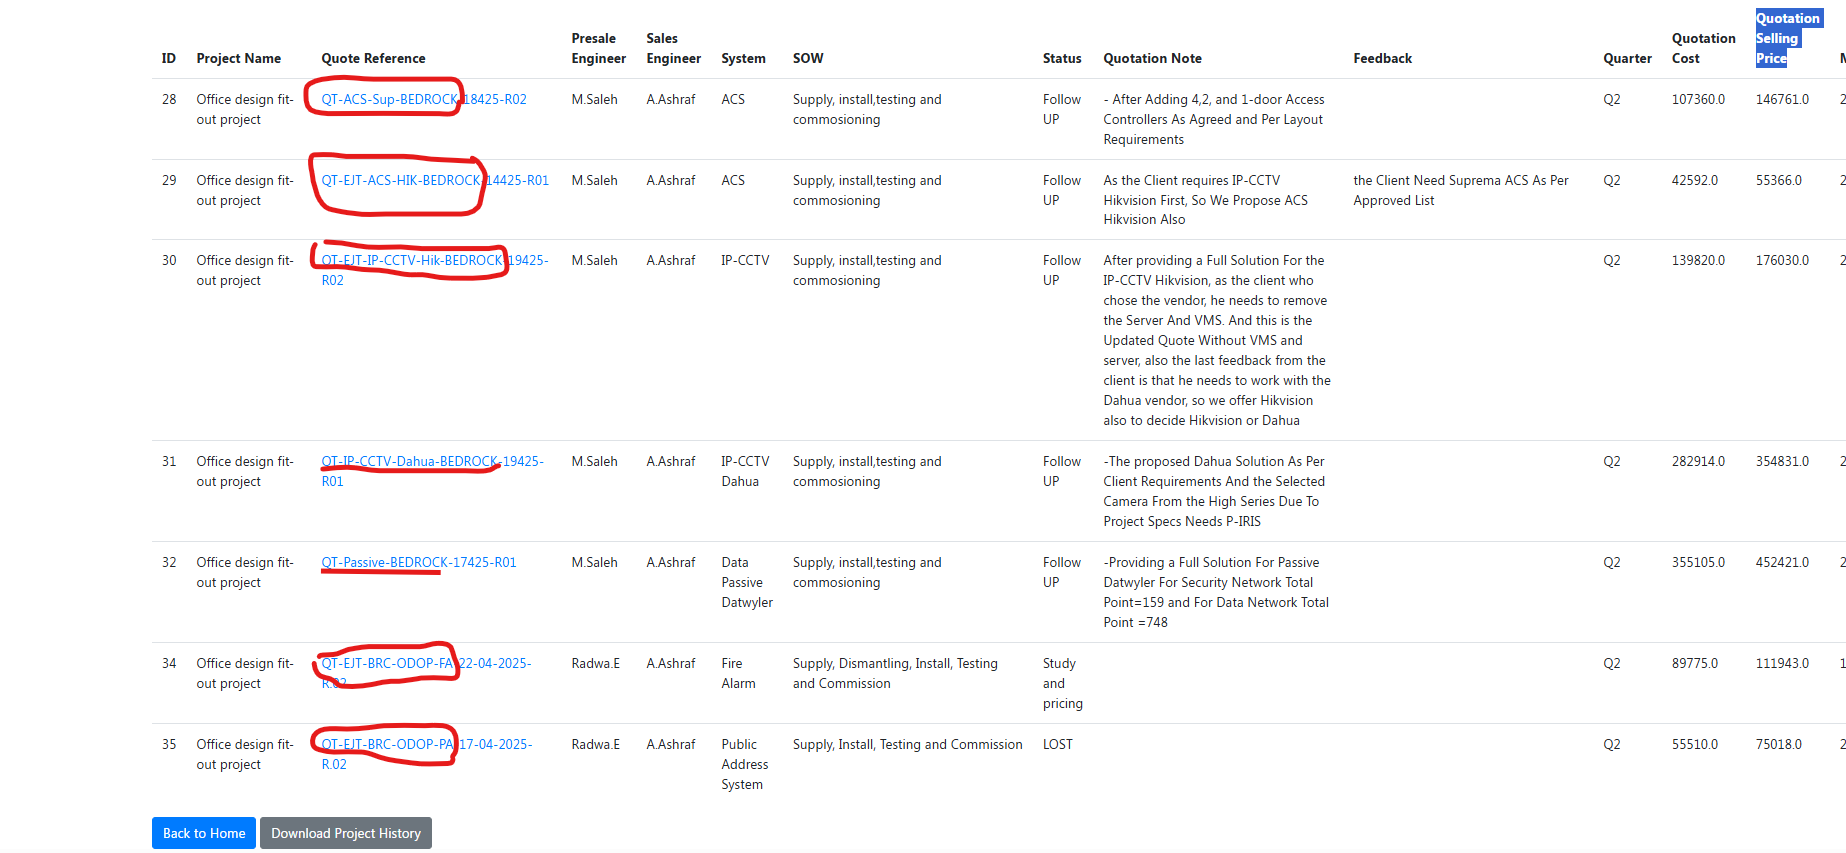 ID Project Name Quote Reference Presale Engineer Sales Engineer System SOW Status Quotation Note Feedback Quarter Quotation Cost Quotation Selling Price M
28 Office design fit- QT-ACS-Sup-BEDROCK-18425-R02 M.Saleh A.Ashraf ACS Supply, install,testing and Follow - After Adding 4,2, and 1-door Access Q2 107360.0 146761.0 2
out project commosioning UP Controllers As Agreed and Per Layout
Requirements
29 Office design fit- QT-EJT-ACS-HIK-BEDROCK-14425-R01 M.Saleh A.Ashraf ACS Supply, install,testing and Follow As the Client requires IP-CCTV the Client Need Suprema ACS As Per Q2 42592.0 55366.0 2
out project commosioning UP Hikvision First, So We Propose ACS Approved List
Hikvision Also
30 Office design fit- QT-EJT-IP-CCTV-Hik-BEDROCK-19425- M.Saleh A.Ashraf IP-CCTV Supply, install,testing and Follow After providing a Full Solution For the Q2 139820.0 176030.0 2
out project R02 commosioning UP IP-CCTV Hikvision, as the client who
chose the vendor, he needs to remove
the Server And VMS. And this is the
Updated Quote Without VMS and
server, also the last feedback from the
client is that he needs to work with the
Dahua vendor, so we offer Hikvision
also to decide Hikvision or Dahua
31 Office design fit- QT-IP-CCTV-Dahua-BEDROCK-19425- M.Saleh A.Ashraf IP-CCTV Supply, install,testing and Follow -The proposed Dahua Solution As Per Q2 282914.0 354831.0 2
out project R01 Dahua commosioning UP Client Requirements And the Selected
Camera From the High Series Due To
Project Specs Needs P-IRIS
32 Office design fit- QT-Passive-BEDROCK-17425-R01 M.Saleh A.Ashraf Data Supply, install,testing and Follow -Providing a Full Solution For Passive Q2 355105.0 452421.0 2
out project Passive commosioning UP Datwyler For Security Network Total
Datwyler Point=159 and For Data Network Total
Point =748
34 Office design fit- QT-EJT-BRC-ODOP-FA-22-04-2025- Radwa.E A.Ashraf Fire Supply, Dismantling, Install, Testing Study Q2 89775.0 111943.0 1
out project R.02 Alarm and Commission and
pricing
35 Office design fit- QT-EJT-BRC-ODOP-PA-17-04-2025- Radwa.E A.Ashraf Public Supply, Install, Testing and Commission LOST Q2 55510.0 75018.0 2
out project R.02 Address
System
Back to Home Download Project History